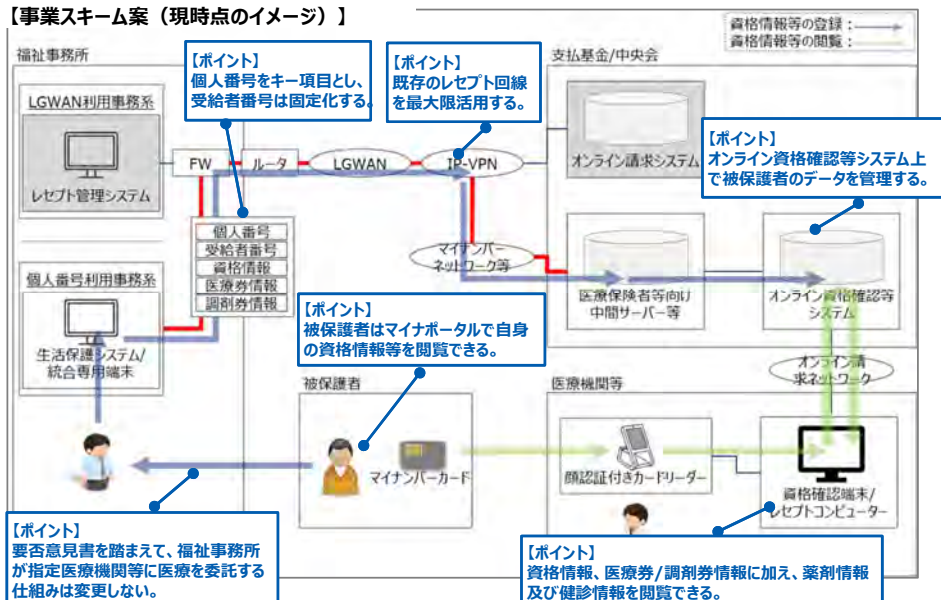 【事業スキーム案（現時点のイメージ）】
資格情報等の登録：
資格情報等の閲覧：
福祉事務所
【ポイント】
個人番号をキー項目とし、
受給者番号は固定化する。
【ポイント】
既存のレセプト回線
を最大限活用する。
支払基金/中央会
LGWAN利用事務系
レセプト管理システム
FW
ルータ
LGWAN
IP-VPN
オンライン請求システム
【ポイント】
オンライン資格確認等システム上
で被保護者のデータを管理する。
個人番号
受給者番号
資格情報
医療券情報
調剤券情報
マイナンバー
ネットワーク等
個人番号利用事務系
生活保護システム/
統合専用端末
医療保険者等向け
中間サーバー等
オンライン資格確認等
システム
【ポイント】
被保護者はマイナポータルで自身
の資格情報等を閲覧できる。
オンライン請
求ネットワーク
被保護者
マイナンバーカード
医療機関等
顔認証付きカードリーダー
資格確認端末/
レセプトコンピューター
【ポイント】
要否意見書を踏まえて、福祉事務所
が指定医療機関等に医療を委託する
仕組みは変更しない。
【ポイント】
資格情報、医療券/調剤券情報に加え、薬剤情報
及び健診情報を閲覧できる。